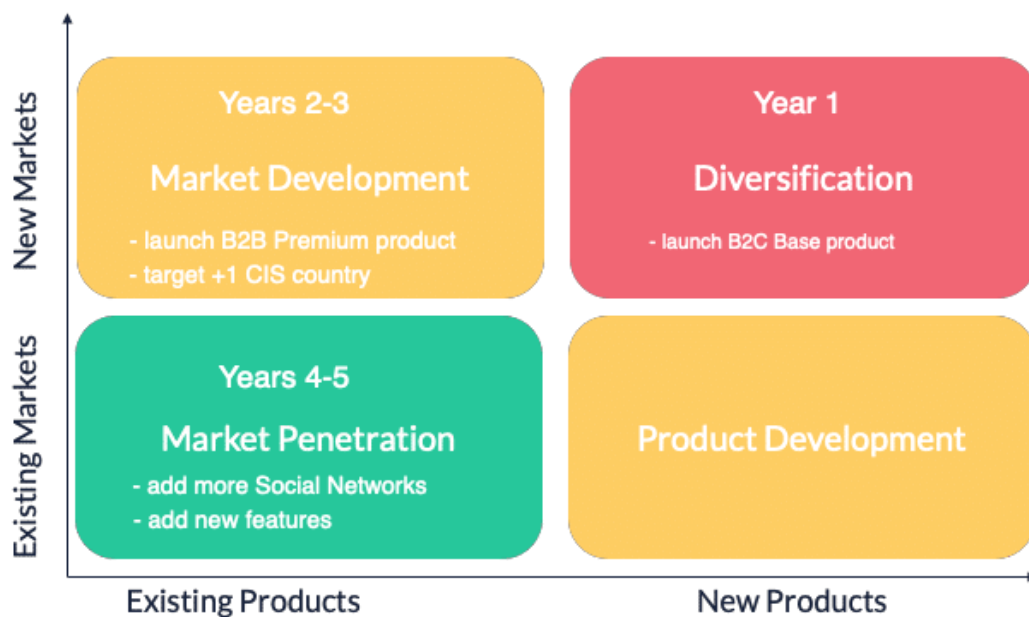 New Markets
Years 2-3
Market Development
- launch B2B Premium product
- target +1 CIS country
Year 1
Diversification
- launch B2C Base product
Existing Markets
Years 4-5
Market Penetration
- add more Social Networks
- add new features
Product Development
Existing Products
New Products